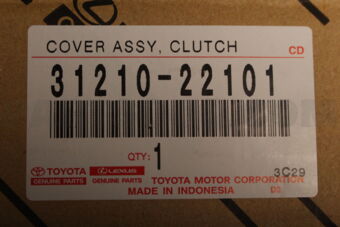 COVER ASSY, CLUTCH CD
31210-22101
QTY: 1
3C29
TOYOTA LEXUS TOYOTA MOTOR CORPORATION
GENUINE PARTS GENUINE PARTS MADE IN INDONESIA